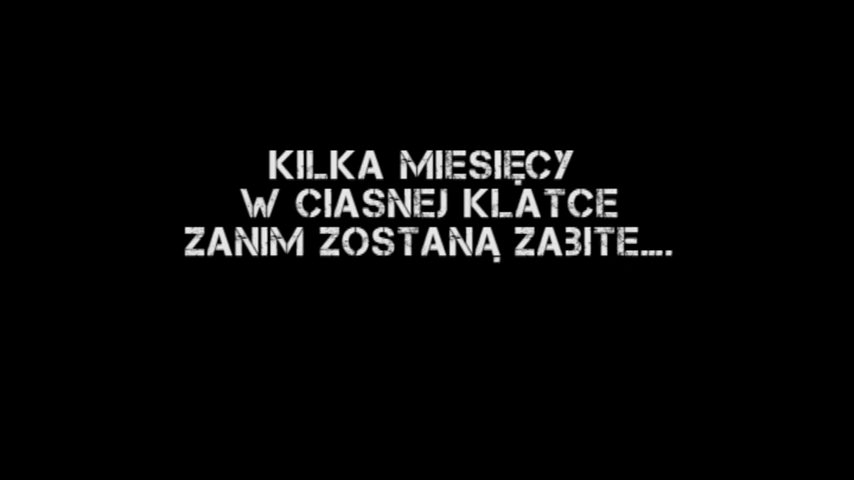 KILKA MIESIĘCY
W CIASNEJ KLATCE
ZANIM ZOSTANĄ ZABITE....